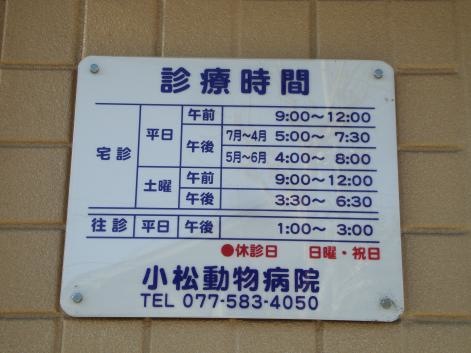 診療時間
宅診 平日 午前 9:00〜12:00
午後 7月〜4月 5:00〜 7:30
5月〜6月 4:00〜 8:00
土曜 午前 9:00〜12:00
午後 3:30〜 6:30
往診 平日 午後 1:00〜 3:00
●休診日 日曜・祝日
小松動物病院
TEL 077-583-4050